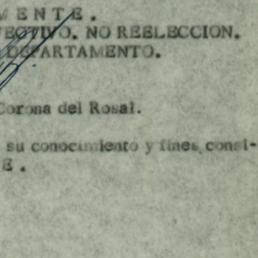 MENTE.
FECTIVO. NO REELECCION.
DEPARTAMENTO.
Corona del Rosal.
su conocimiento y fines consi-
E.